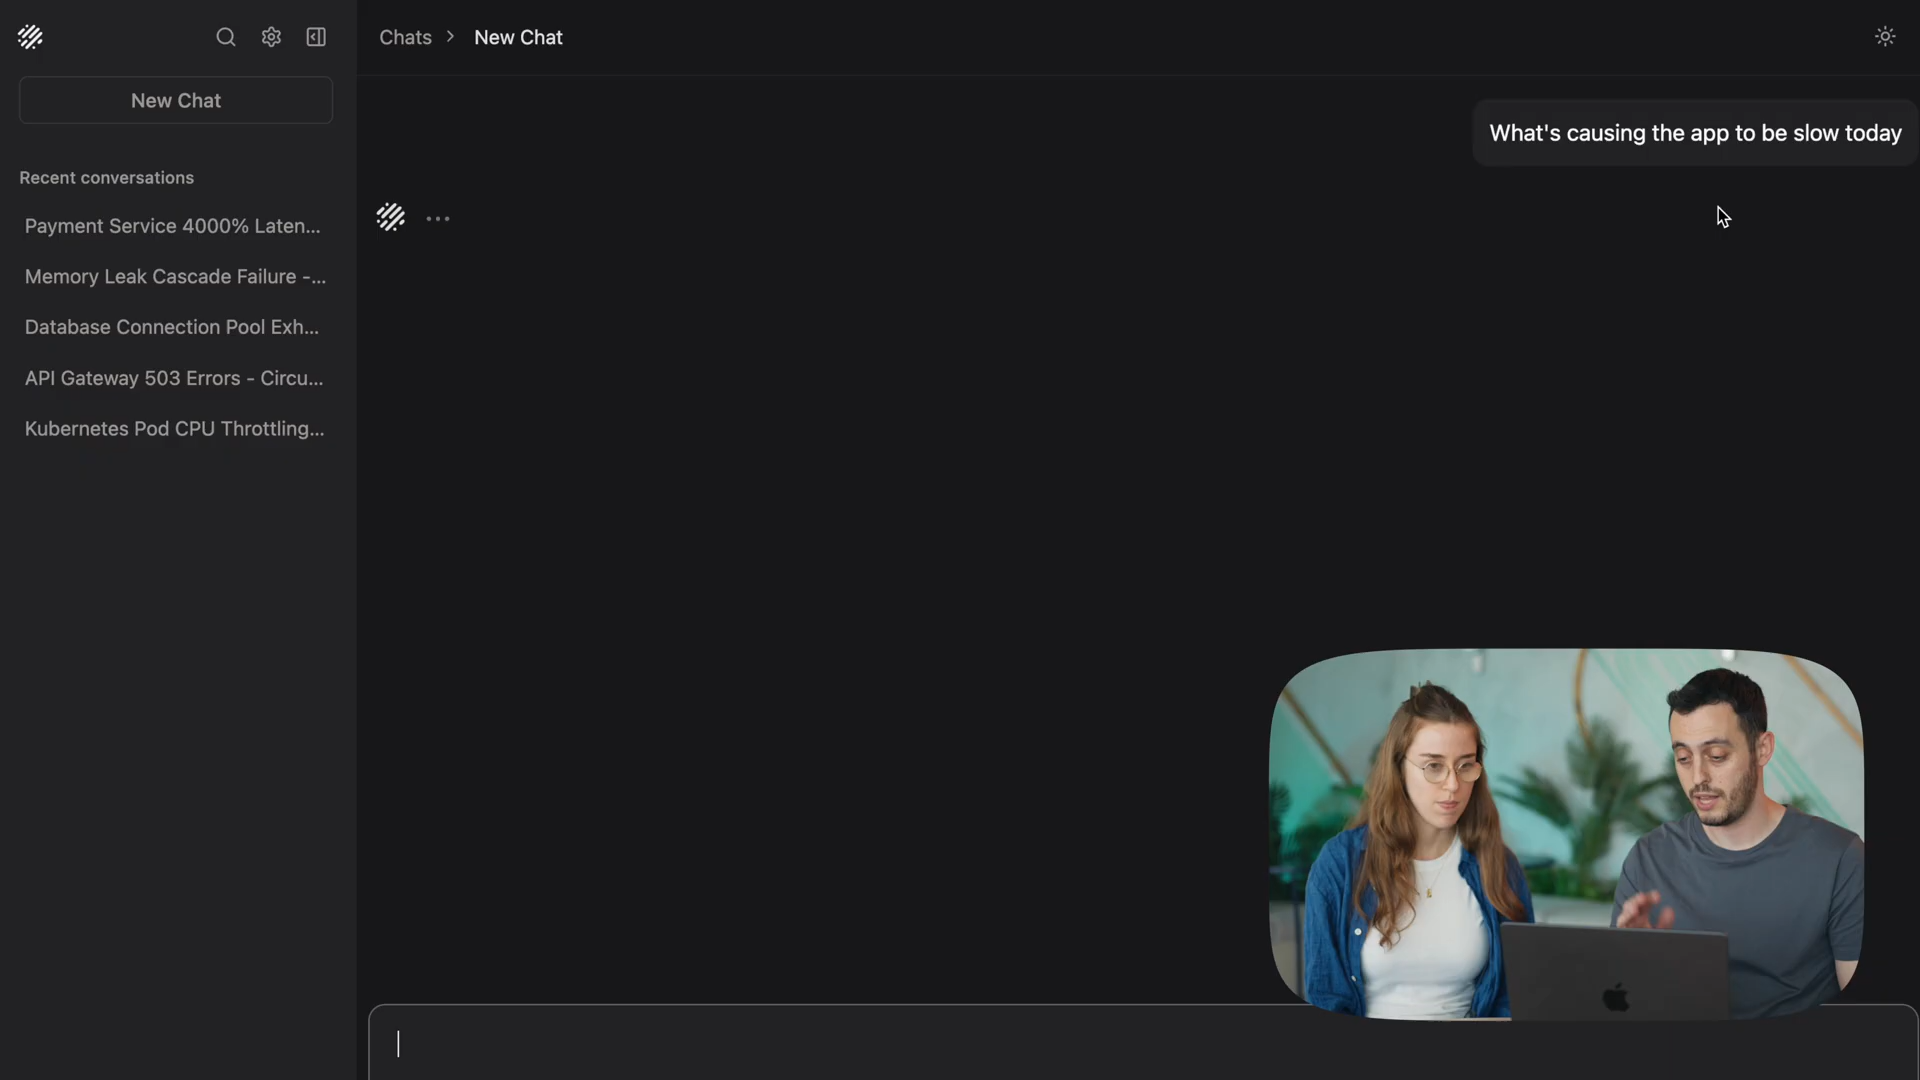 Chats > New Chat
New Chat
Recent conversations
Payment Service 4000% Laten...
Memory Leak Cascade Failure -...
Database Connection Pool Exh...
API Gateway 503 Errors - Circu...
Kubernetes Pod CPU Throttling...
What's causing the app to be slow today